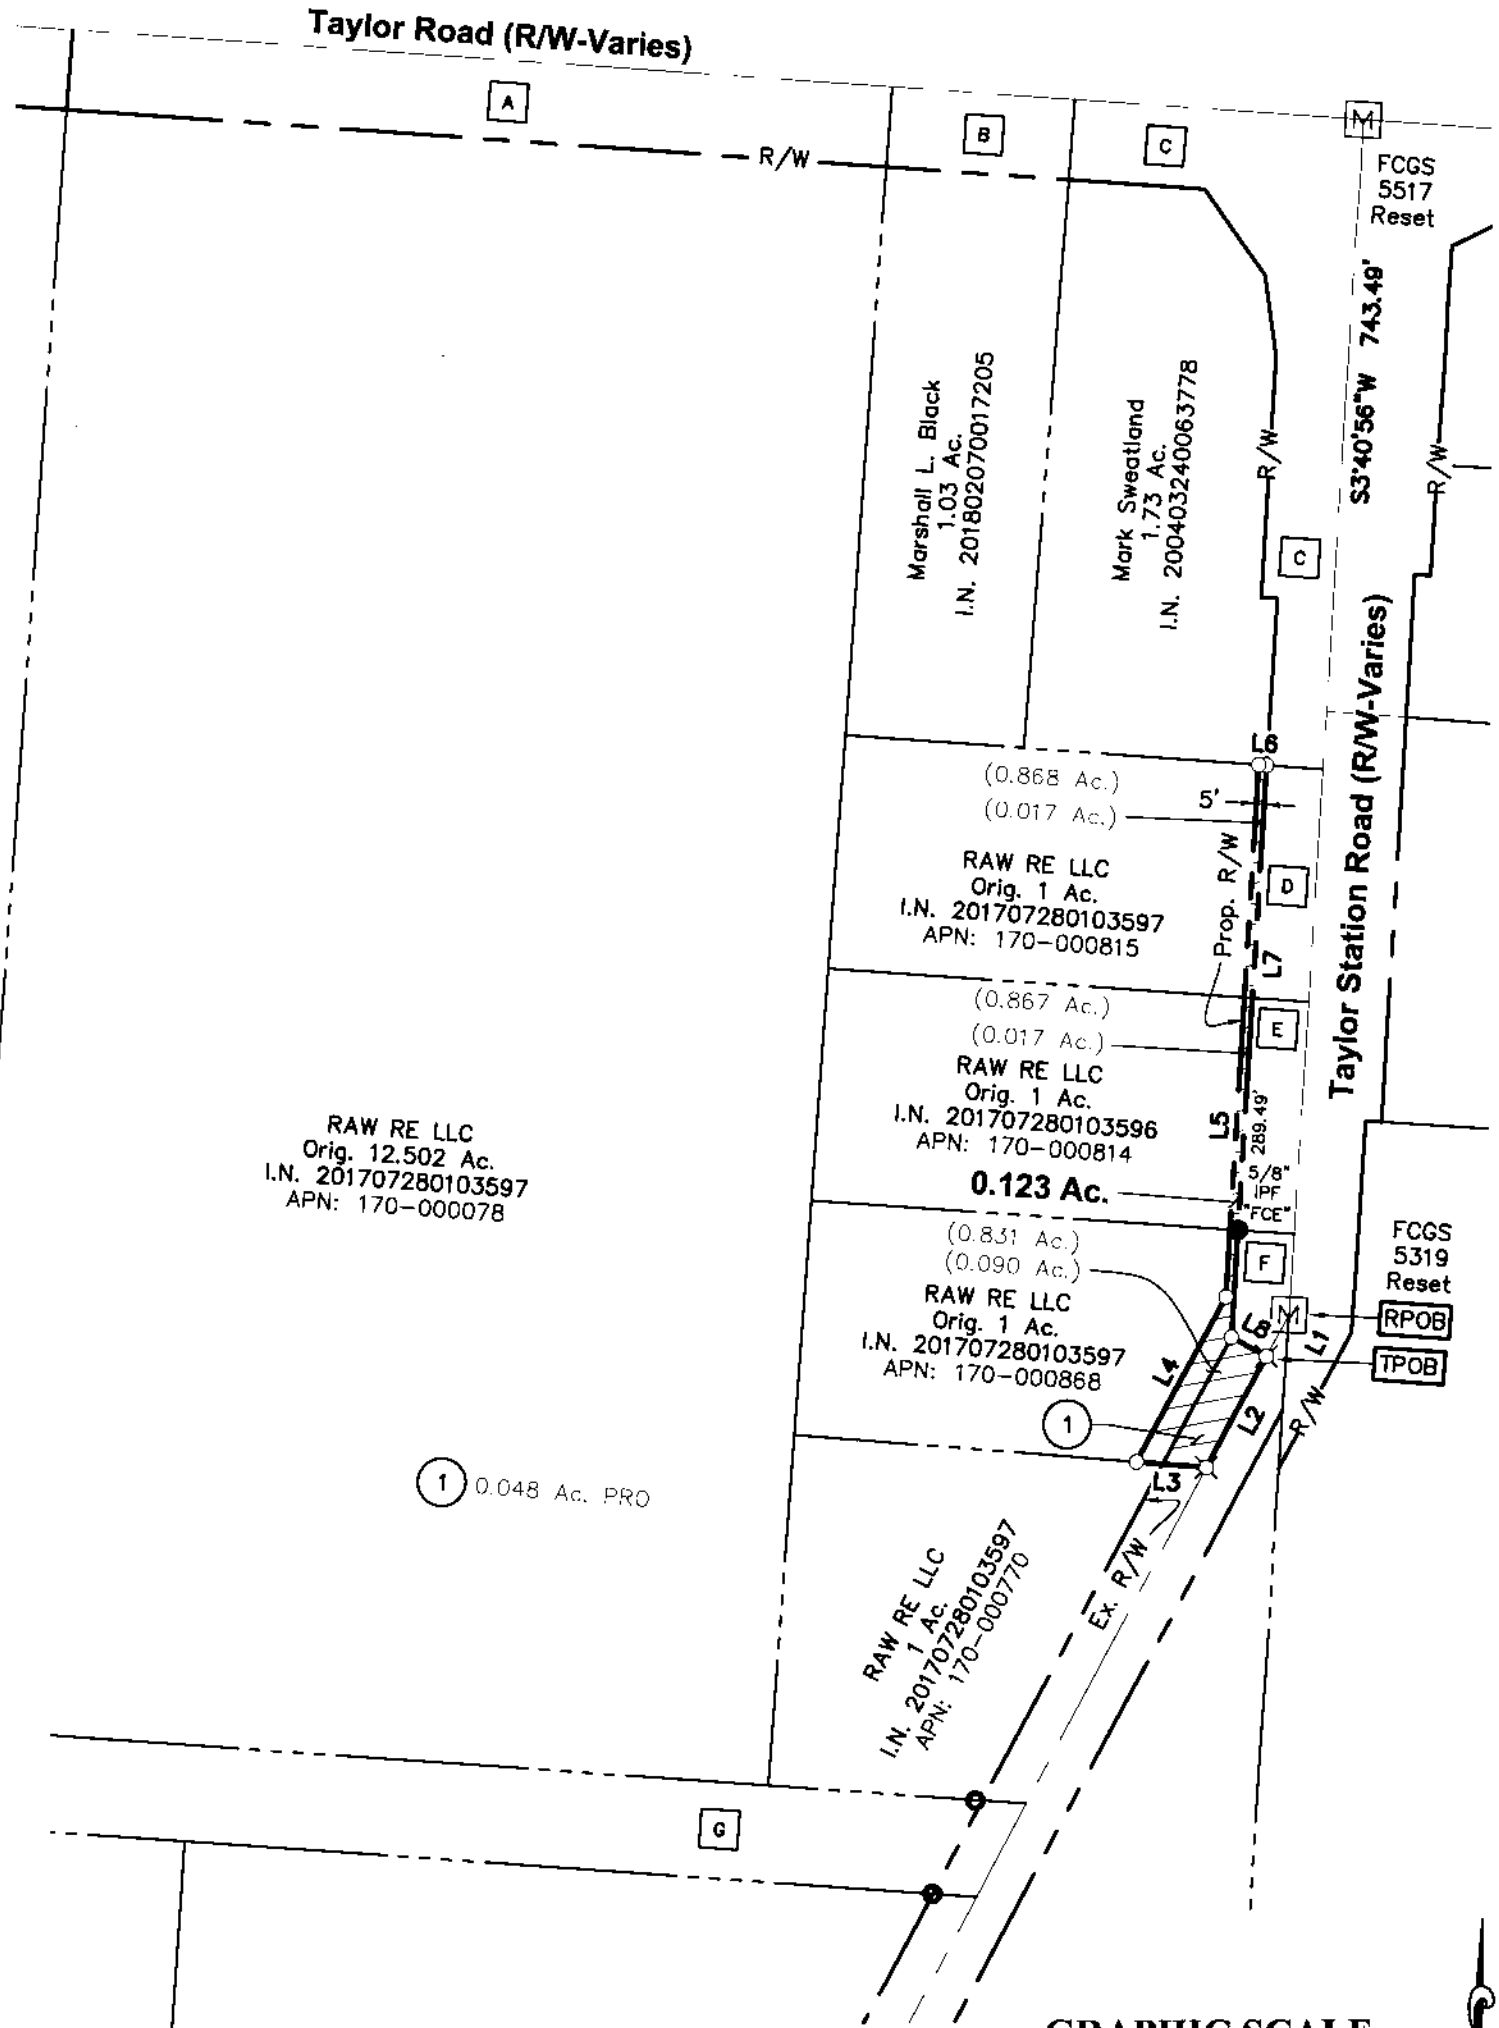 Taylor Road (R/W-Varies)
A
B
C
M
R/W
FCGS
5517
Reset
S3°40'56"W 743.49'
Marshall L. Black
1.03 Ac.
I.N. 201802070017205
Mark Sweatland
1.73 Ac.
I.N. 200403240063778
R/W
R/W
C
Taylor Station Road (R/W-Varies)
L6
(0.868 Ac.)
5'
(0.017 Ac.)
RAW RE LLC
Orig. 1 Ac.
I.N. 201707280103597
APN: 170-000815
Prop. R/W
D
L7
(0.867 Ac.)
(0.017 Ac.)
E
RAW RE LLC
Orig. 1 Ac.
I.N. 201707280103596
APN: 170-000814
L5
289.49'
RAW RE LLC
Orig. 12.502 Ac.
I.N. 201707280103597
APN: 170-000078
0.123 Ac.
5/8"
IPF
"FCE"
(0.831 Ac.)
(0.090 Ac.)
F
FCGS
5319
Reset
RAW RE LLC
Orig. 1 Ac.
I.N. 201707280103597
APN: 170-000868
M
RPOB
L8
L1
TPOB
L4
L2
1
R/W
L3
1 0.048 Ac. PRO
Ex. R/W
RAW RE LLC
1 Ac.
I.N. 201707280103597
APN: 170-000770
G
GRAPHIC SCALE